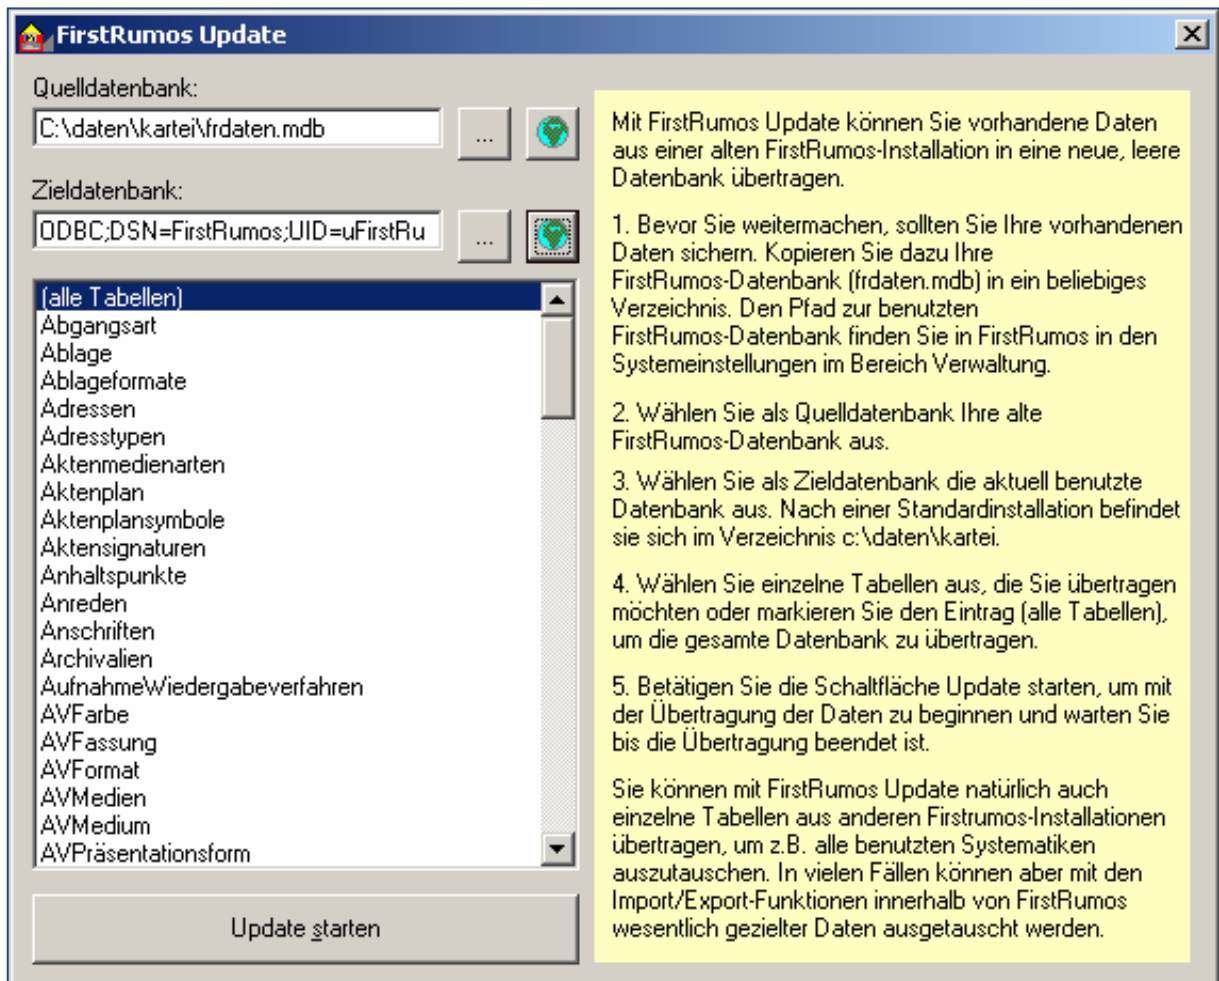 FirstRumos Update
Quelldatenbank:
C:\daten\kartei\frdaten.mdb
...
Zieldatenbank:
ODBC;DSN=FirstRumos;UID=uFirstRu
...
(alle Tabellen)
Abgangsart
Ablage
Ablageformate
Adressen
Adresstypen
Aktenmedienarten
Aktenplan
Aktenplansymbole
Aktensignaturen
Anhaltspunkte
Anreden
Anschriften
Archivalien
AufnahmeWiedergabeverfahren
AVFarbe
AVFassung
AVFormat
AVMedien
AVMedium
AVPräsentationsform
Update starten
Mit FirstRumos Update können Sie vorhandene Daten
aus einer alten FirstRumos-Installation in eine neue, leere
Datenbank übertragen.
1. Bevor Sie weitermachen, sollten Sie Ihre vorhandenen
Daten sichern. Kopieren Sie dazu Ihre
FirstRumos-Datenbank (frdaten.mdb) in ein beliebiges
Verzeichnis. Den Pfad zur benutzten
FirstRumos-Datenbank finden Sie in FirstRumos in den
Systemeinstellungen im Bereich Verwaltung.
2. Wählen Sie als Quelldatenbank Ihre alte
FirstRumos-Datenbank aus.
3. Wählen Sie als Zieldatenbank die aktuell benutzte
Datenbank aus. Nach einer Standardinstallation befindet
sie sich im Verzeichnis c:\daten\kartei.
4. Wählen Sie einzelne Tabellen aus, die Sie übertragen
möchten oder markieren Sie den Eintrag (alle Tabellen),
um die gesamte Datenbank zu übertragen.
5. Betätigen Sie die Schaltfläche Update starten, um mit
der Übertragung der Daten zu beginnen und warten Sie
bis die Übertragung beendet ist.
Sie können mit FirstRumos Update natürlich auch
einzelne Tabellen aus anderen Firstrumos-Installationen
übertragen, um z.B. alle benutzten Systematiken
auszutauschen. In vielen Fällen können aber mit den
Import/Export-Funktionen innerhalb von FirstRumos
wesentlich gezielter Daten ausgetauscht werden.